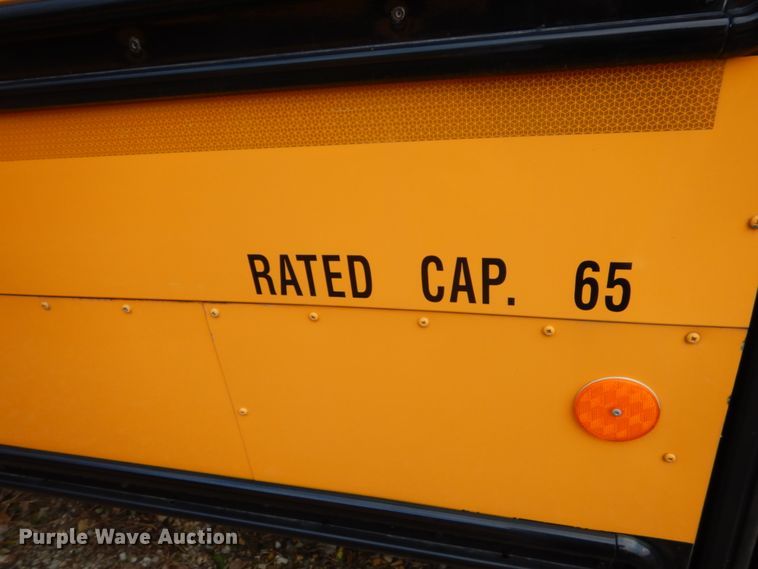 RATED CAP. 65
Purple Wave Auction